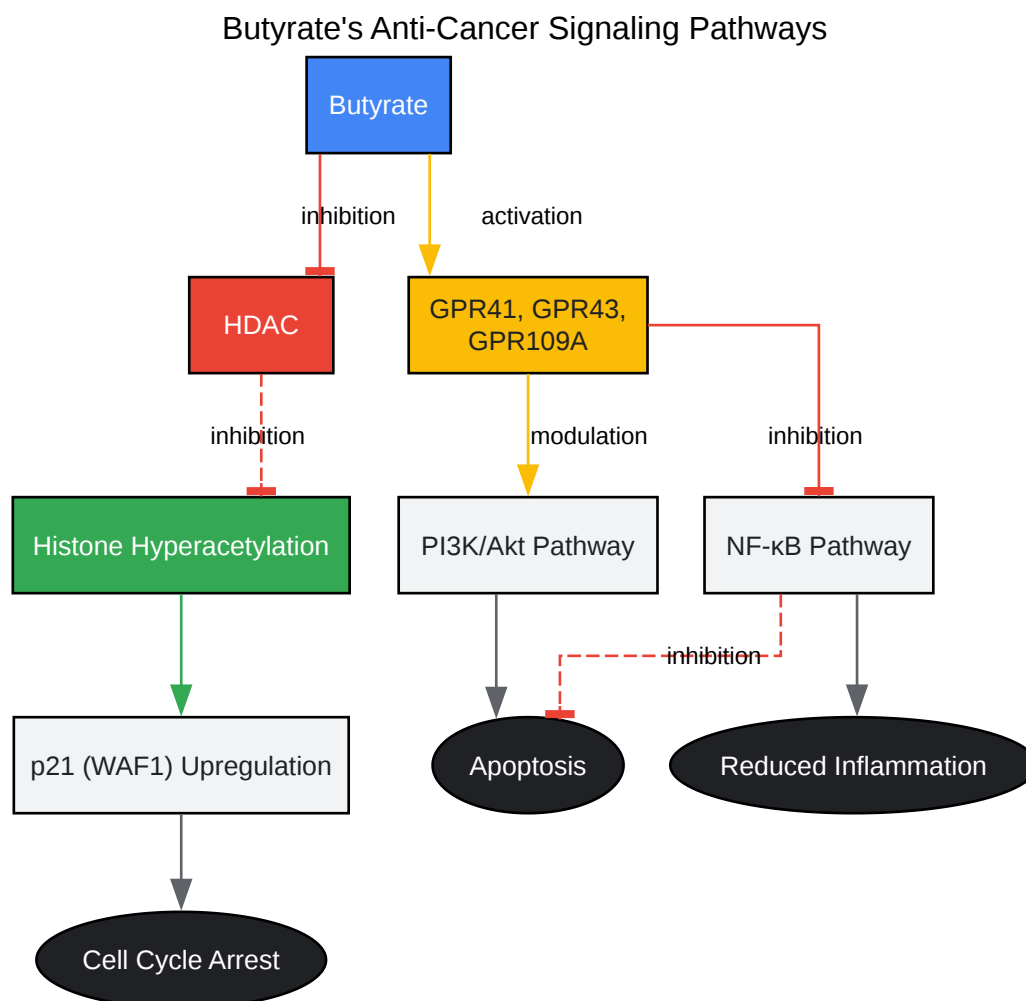 Butyrate's Anti-Cancer Signaling Pathways
Butyrate
inhibition
activation
HDAC
GPR41, GPR43,
GPR109A
inhibition
modulation
inhibition
Histone Hyperacetylation
PI3K/Akt Pathway
NF-κB Pathway
inhibition
p21 (WAF1) Upregulation
Apoptosis
Reduced Inflammation
Cell Cycle Arrest